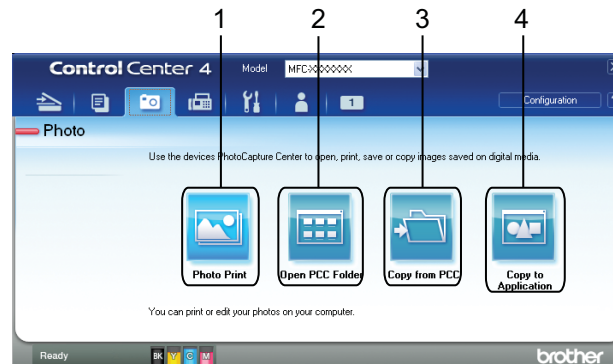 1 2 3 4
Control Center 4 Model MFC-XXXXXX
1 Configuration
Photo
Use the devices PhotoCapture Center to open, print, save or copy images saved on digital media.
Photo Print Open PCC Folder Copy from PCC Copy to
Application
You can print or edit your photos on your computer.
Ready BK Y C M brother